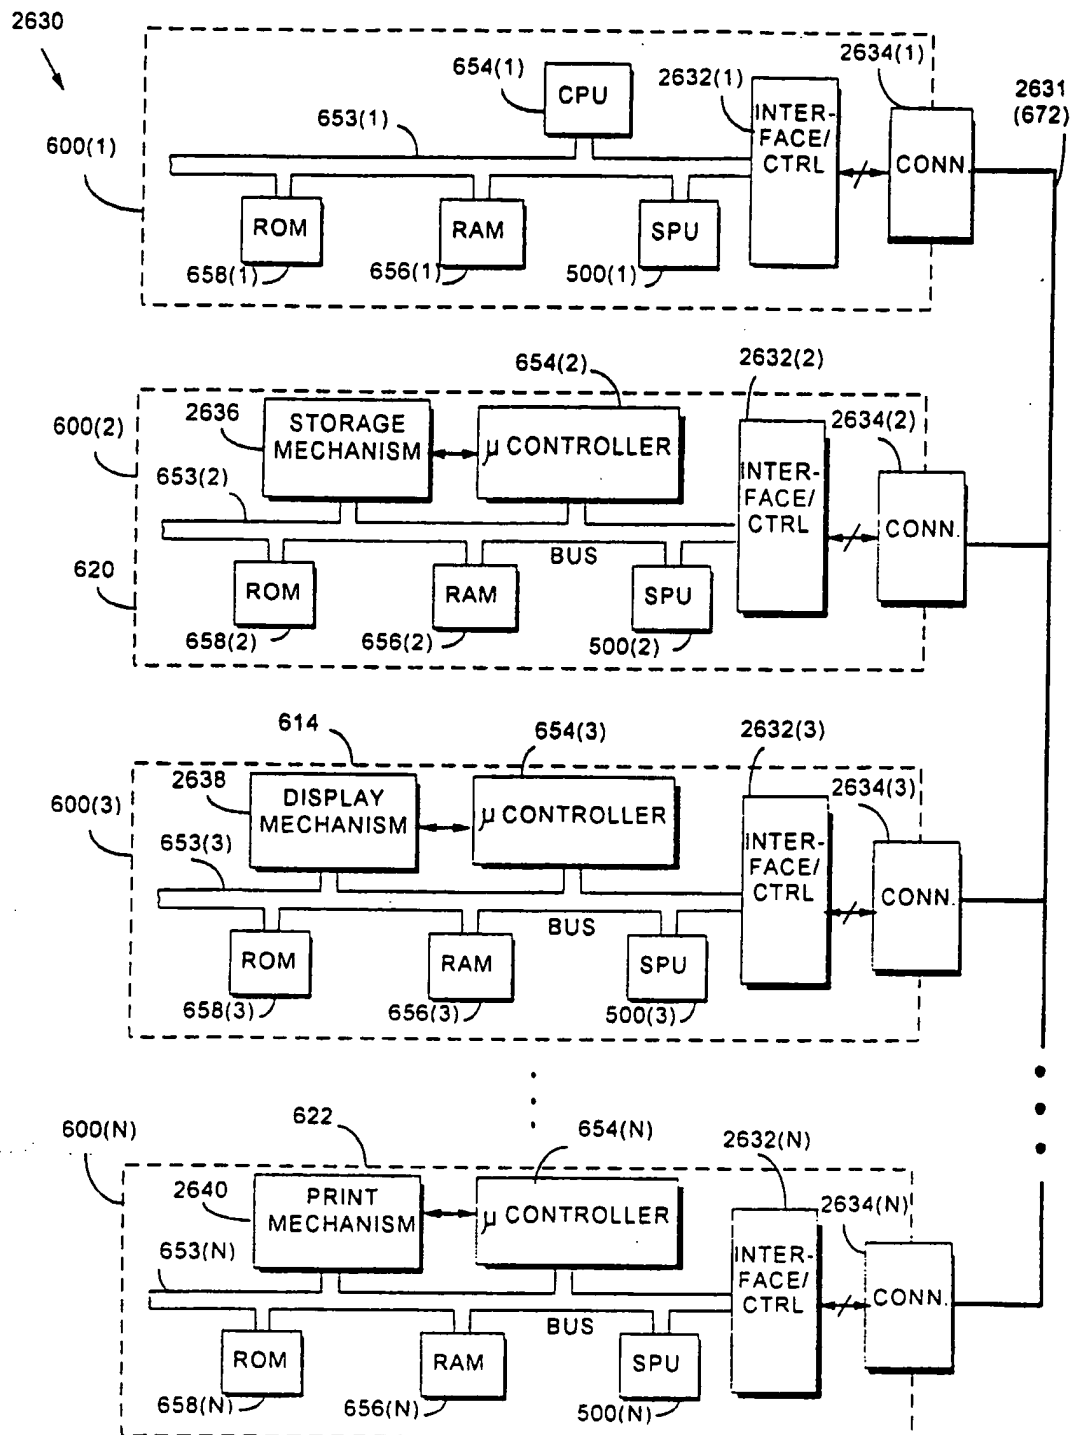 2630
654(1)
2632(1)
2634(1)
2631
(672)
600(1)
653(1)
CPU
INTER-
FACE/
CTRL
CONN.
ROM
RAM
SPU
658(1)
656(1)
500(1)
654(2)
2632(2)
2634(2)
600(2)
2636
STORAGE
MECHANISM
μ CONTROLLER
INTER-
FACE/
CTRL
CONN.
653(2)
BUS
620
ROM
RAM
SPU
658(2)
656(2)
500(2)
614
654(3)
2632(3)
2634(3)
600(3)
2638
DISPLAY
MECHANISM
μ CONTROLLER
INTER-
FACE/
CTRL
CONN.
653(3)
BUS
ROM
RAM
SPU
658(3)
656(3)
500(3)
600(N)
622
654(N)
2632(N)
2634(N)
2640
PRINT
MECHANISM
μ CONTROLLER
INTER-
FACE/
CTRL
CONN.
653(N)
BUS
ROM
RAM
SPU
658(N)
656(N)
500(N)